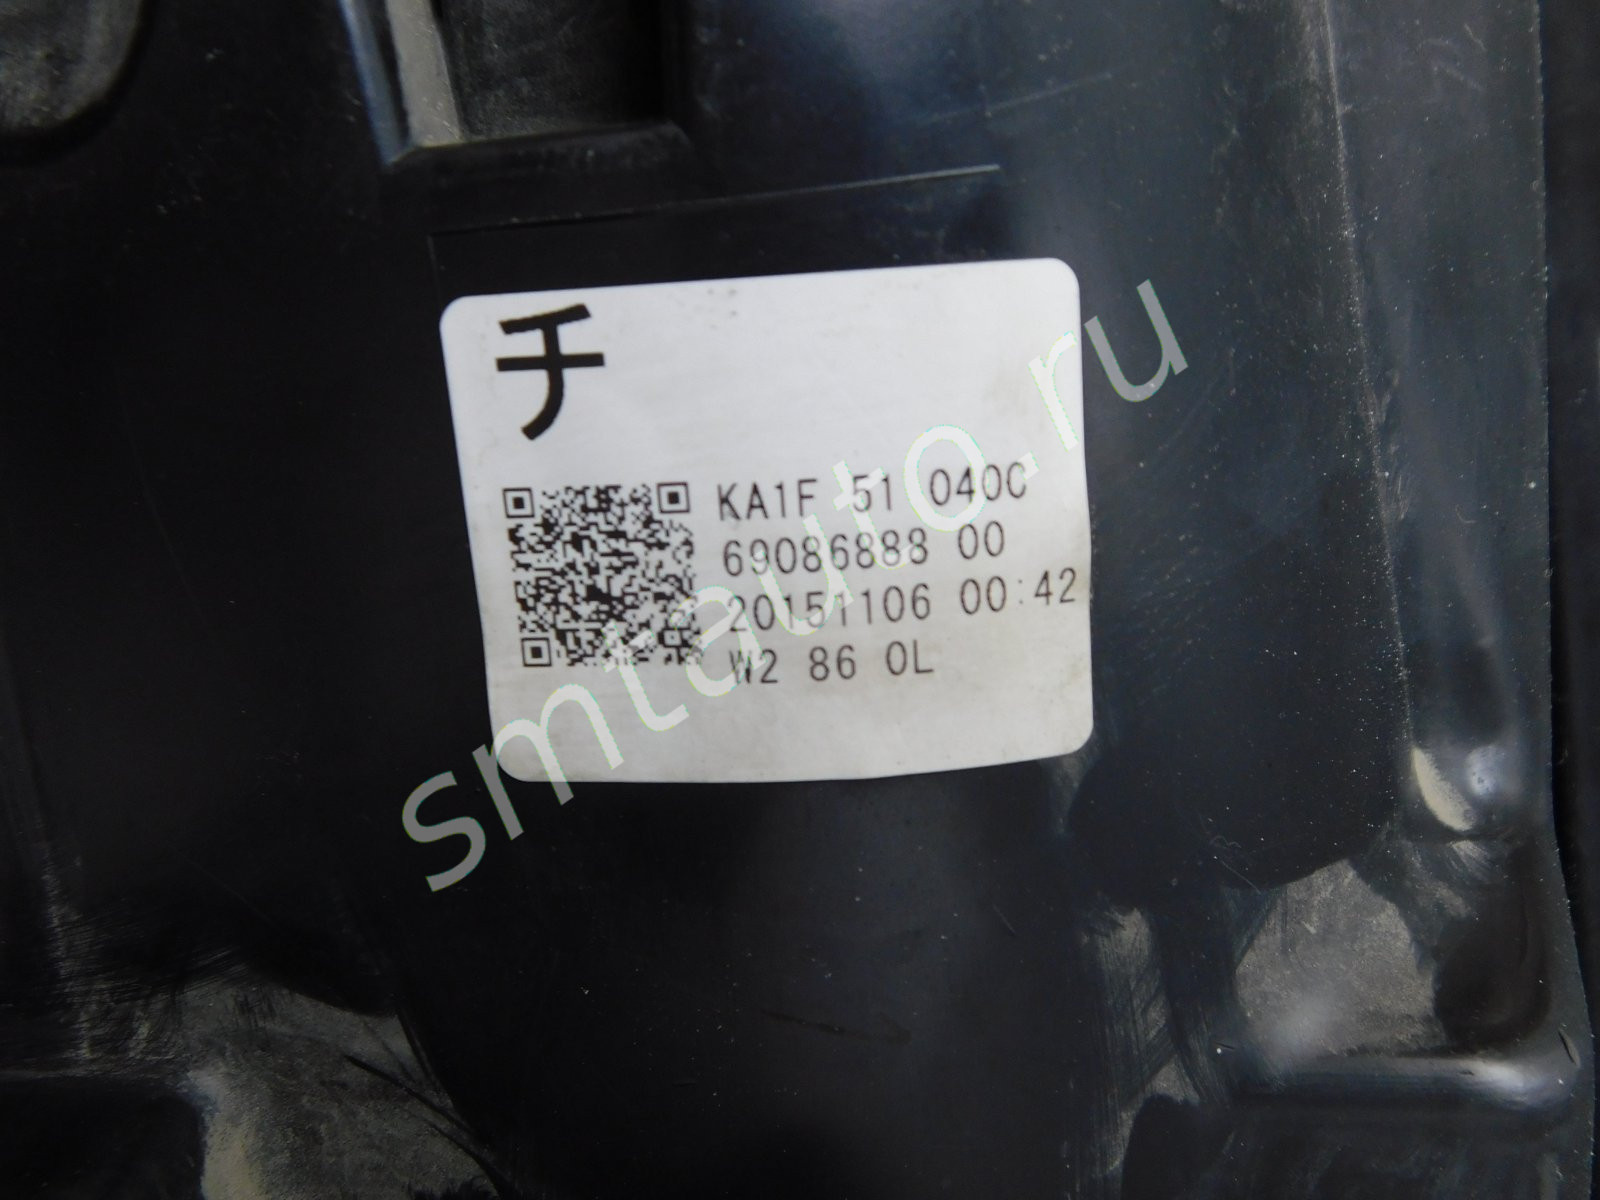 チ
KA1F 51 040C
69086888 00
20151106 00:42
W2 86 0L
smtauto.ru